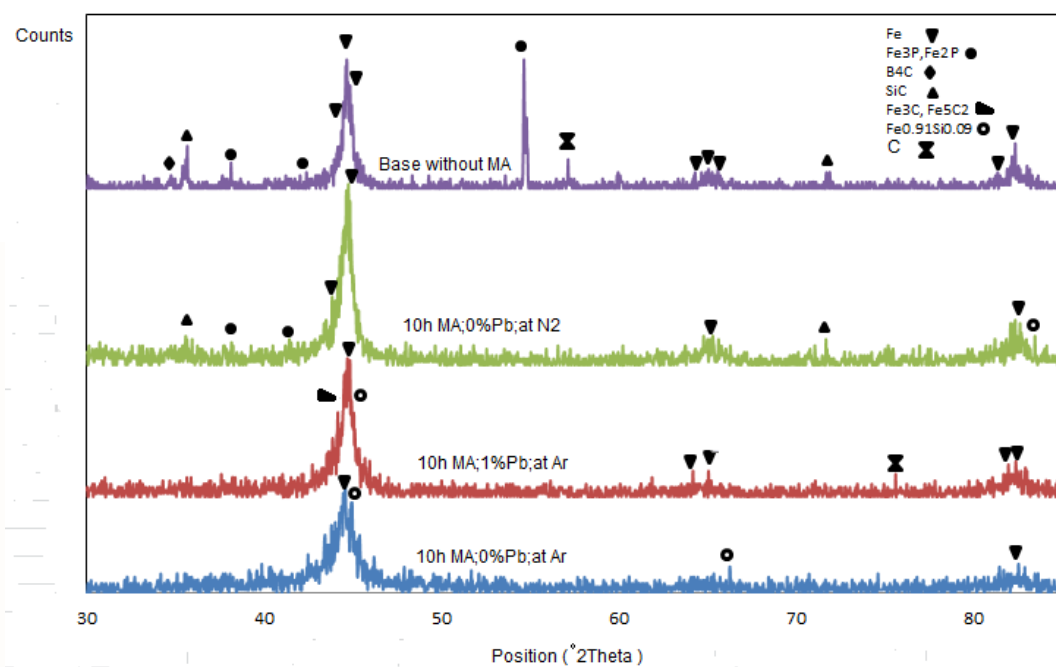 Counts
Fe
Fe3P,Fe2P
B4C
SiC
Fe3C, Fe5C2
Fe0.91Si0.09
C
Base without MA
10h MA;0%Pb;at N2
10h MA;1%Pb;at Ar
10h MA;0%Pb;at Ar
30 40 50 60 70 80
Position (°2Theta )